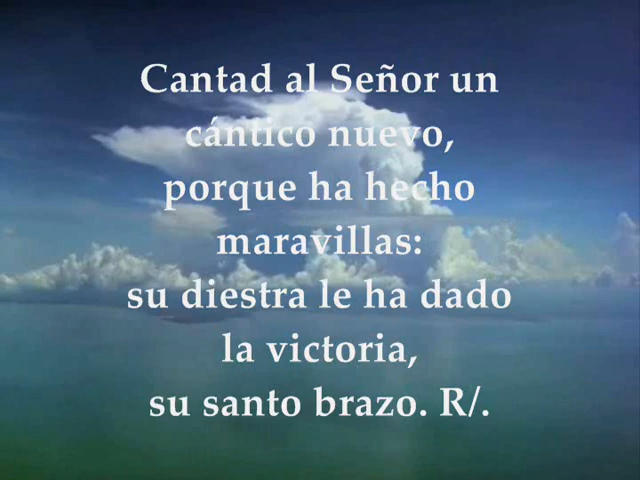 Cantad al Señor un
cántico nuevo,
porque ha hecho
maravillas:
su diestra le ha dado
la victoria,
su santo brazo. R/.